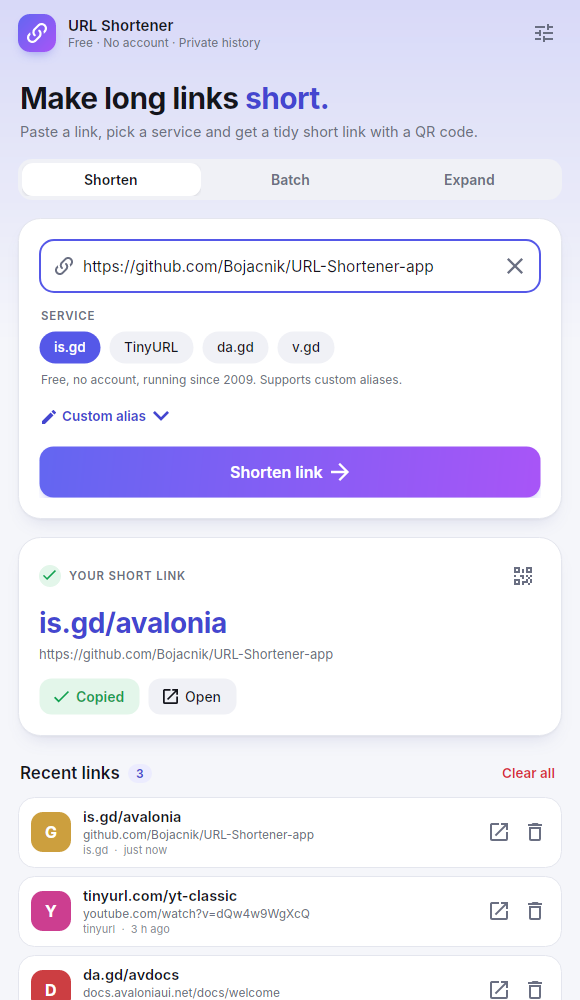 URL Shortener
Free · No account · Private history
Make long links short.
Paste a link, pick a service and get a tidy short link with a QR code.
Shorten
Batch
Expand
https://github.com/Bojacnik/URL-Shortener-app
SERVICE
is.gd
TinyURL
da.gd
v.gd
Free, no account, running since 2009. Supports custom aliases.
Custom alias
Shorten link
YOUR SHORT LINK
is.gd/avalonia
https://github.com/Bojacnik/URL-Shortener-app
Copied
Open
Recent links
3
Clear all
G
is.gd/avalonia
github.com/Bojacnik/URL-Shortener-app
is.gd · just now
Y
tinyurl.com/yt-classic
youtube.com/watch?v=dQw4w9WgXcQ
tinyurl · 3 h ago
D
da.gd/avdocs
docs.avaloniaui.net/docs/welcome